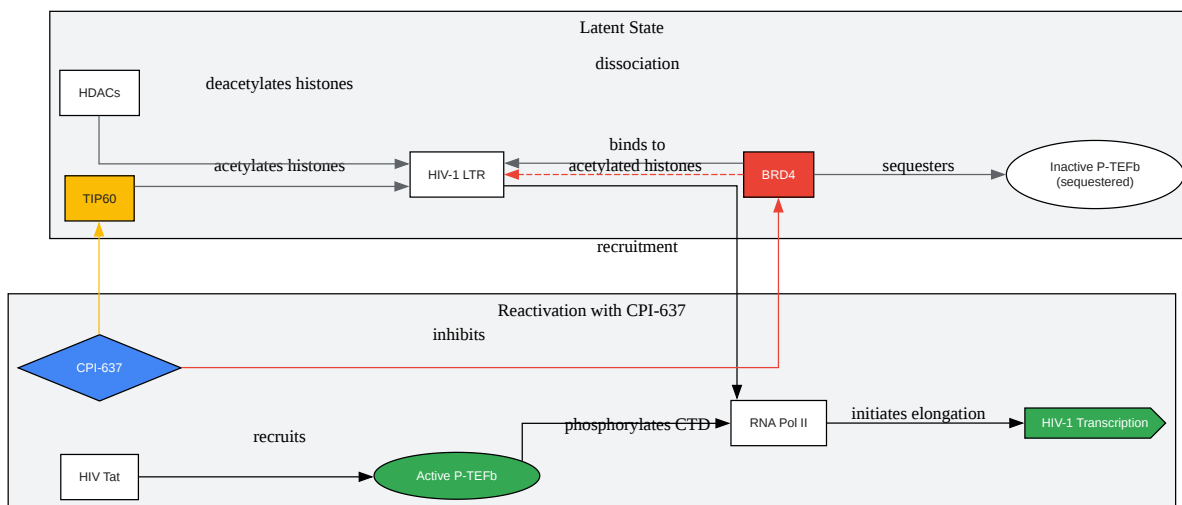 Latent State
dissociation
deacetylates histones
HDACs
binds to
acetylated histones
acetylates histones
HIV-1 LTR
BRD4
sequesters
Inactive P-TEFb
(sequestered)
TIP60
recruitment
Reactivation with CPI-637
inhibits
CPI-637
phosphorylates CTD
RNA Pol II
initiates elongation
HIV-1 Transcription
recruits
HIV Tat
Active P-TEFb